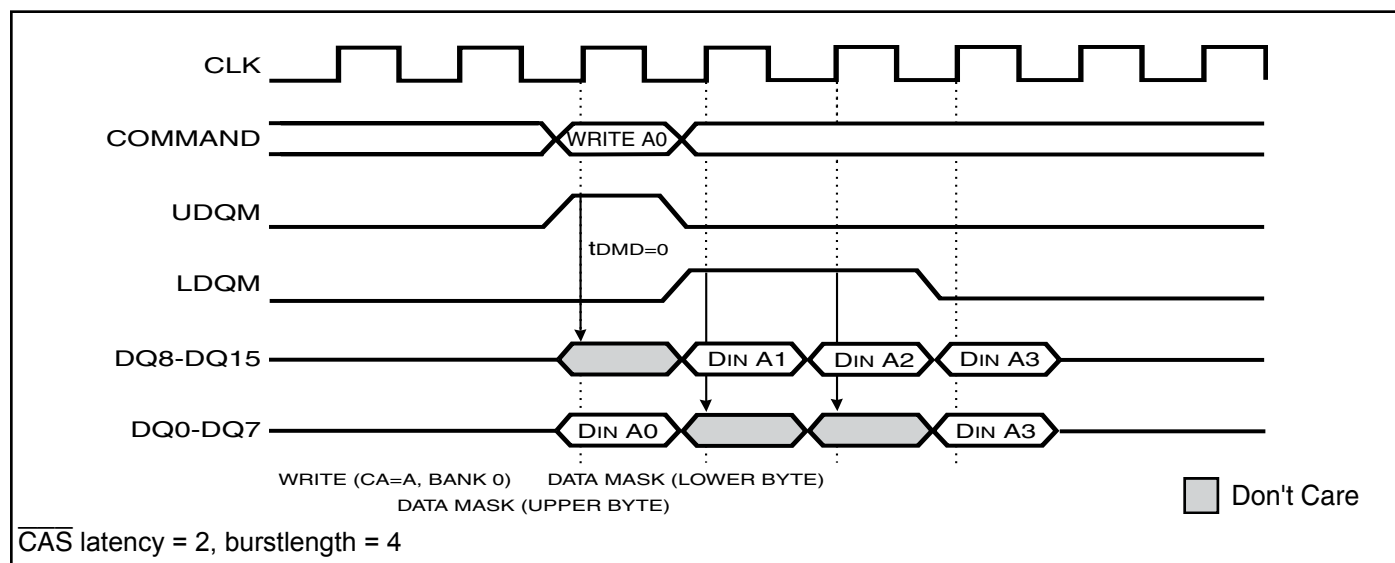 CLK
COMMAND WRITE A0
UDQM
tDMD=0
LDQM
DQ8-DQ15 DIN A1 DIN A2 DIN A3
DQ0-DQ7 DIN A0 DIN A3
WRITE (CA=A, BANK 0) DATA MASK (LOWER BYTE)
DATA MASK (UPPER BYTE)
Don't Care
CAS latency = 2, burstlength = 4